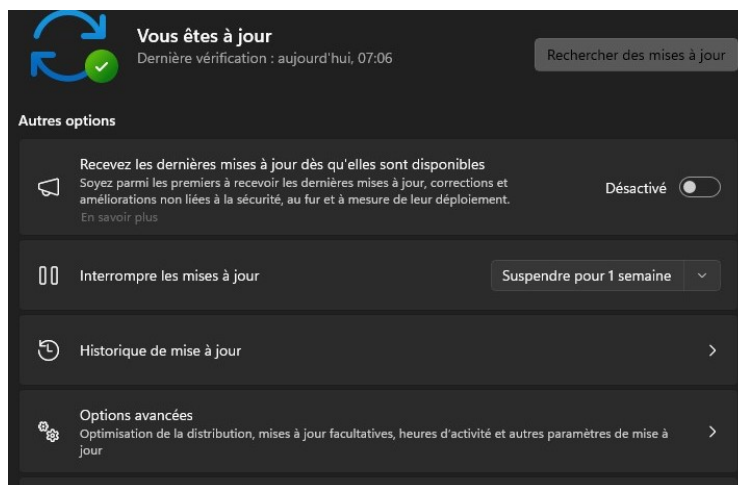 Vous êtes à jour
Dernière vérification : aujourd'hui, 07:06
Rechercher des mises à jour
Autres options
Recevez les dernières mises à jour dès qu'elles sont disponibles
Soyez parmi les premiers à recevoir les dernières mises à jour, corrections et
améliorations non liées à la sécurité, au fur et à mesure de leur déploiement.
En savoir plus
Désactivé
Interrompre les mises à jour
Suspendre pour 1 semaine
Historique de mise à jour
Options avancées
Optimisation de la distribution, mises à jour facultatives, heures d'activité et autres paramètres de mise à
jour